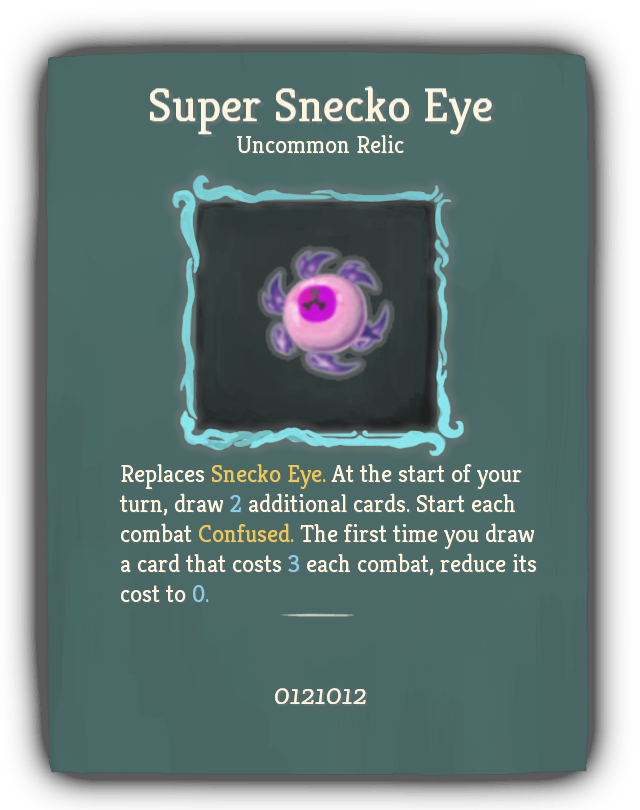 Super Snecko Eye
Uncommon Relic
Replaces Snecko Eye. At the start of your
turn, draw 2 additional cards. Start each
combat Confused. The first time you draw
a card that costs 3 each combat, reduce its
cost to 0.
0121012